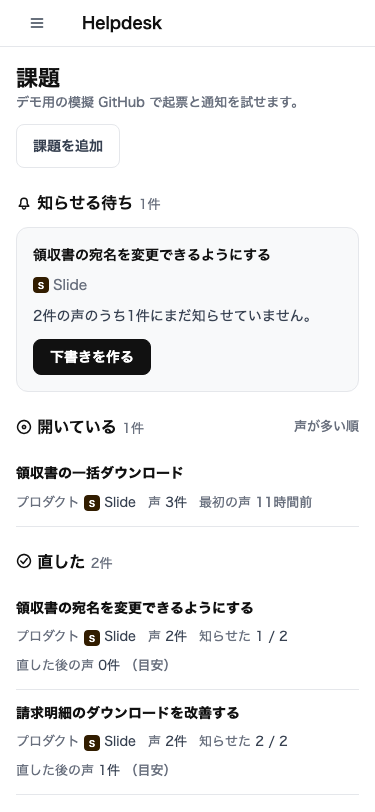 Helpdesk
課題
デモ用の模擬 GitHub で起票と通知を試せます。
課題を追加
知らせる待ち 1件
領収書の宛名を変更できるようにする
S Slide
2件の声のうち1件にまだ知らせていません。
下書きを作る
開いている 1件 声が多い順
領収書の一括ダウンロード
プロダクト S Slide 声 3件 最初の声 11時間前
直した 2件
領収書の宛名を変更できるようにする
プロダクト S Slide 声 2件 知らせた 1 / 2
直した後の声 0件 （目安）
請求明細のダウンロードを改善する
プロダクト S Slide 声 2件 知らせた 2 / 2
直した後の声 1件 （目安）